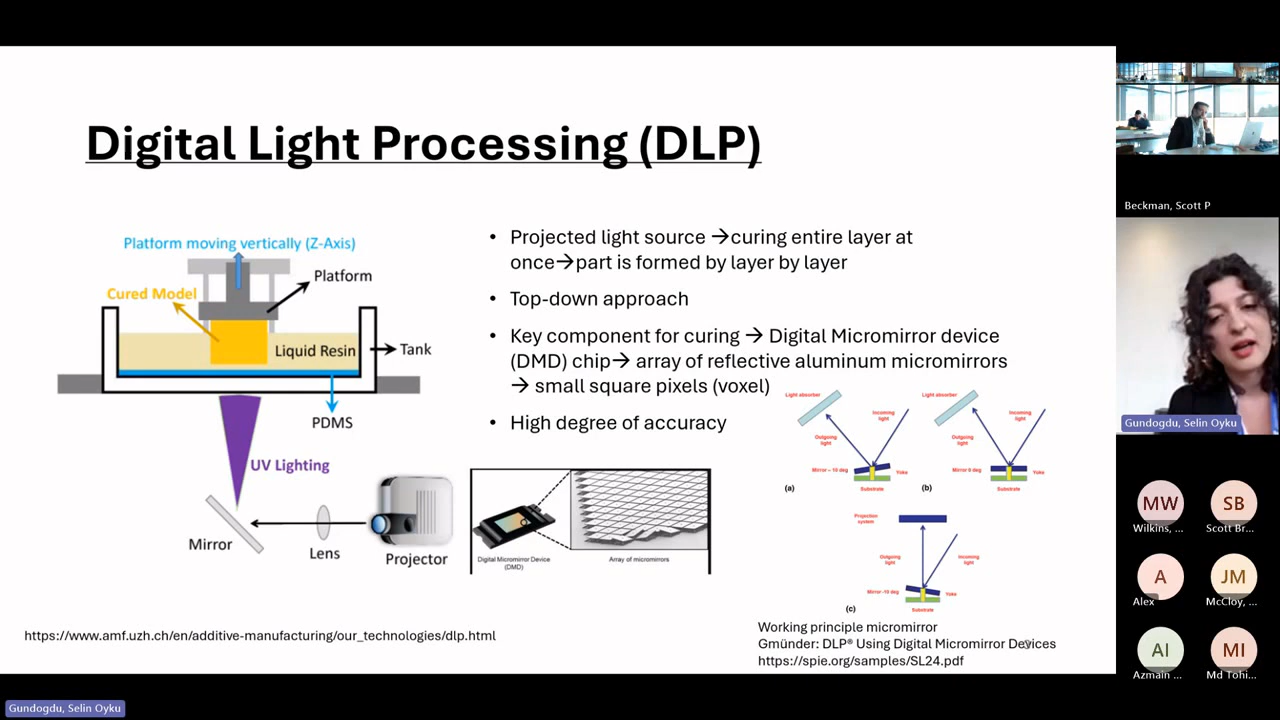 Digital Light Processing (DLP)
Platform moving vertically (Z-Axis)
Platform
Cured Model
Liquid Resin
Tank
PDMS
UV Lighting
Mirror
Lens
Projector
• Projected light source →curing entire layer at
once→part is formed by layer by layer
• Top-down approach
• Key component for curing → Digital Micromirror device
(DMD) chip→ array of reflective aluminum micromirrors
→ small square pixels (voxel)
• High degree of accuracy
Digital Micromirror Device
(DMD)
Array of micromirrors
Light absorber
Incoming
light
Outgoing
light
Mirror – 10 deg
Yoke
Substrate
(a)
Light absorber
Incoming
light
Outgoing
light
Mirror 0 deg
Yoke
Substrate
(b)
Projection
system
Outgoing
light
Incoming
light
Mirror -10 deg
Yoke
Substrate
(c)
https://www.amf.uzh.ch/en/additive-manufacturing/our_technologies/dlp.html
Working principle micromirror
Gmünder: DLP® Using Digital Micromirror Devices
https://spie.org/samples/SL24.pdf
Beckman, Scott P
Gundogdu, Selin Oyku
MW
Wilkins, ...
SB
Scott Br...
A
Alex
JM
McCloy, ...
AI
Azmain ...
MI
Md Tohi...
Gundogdu, Selin Oyku